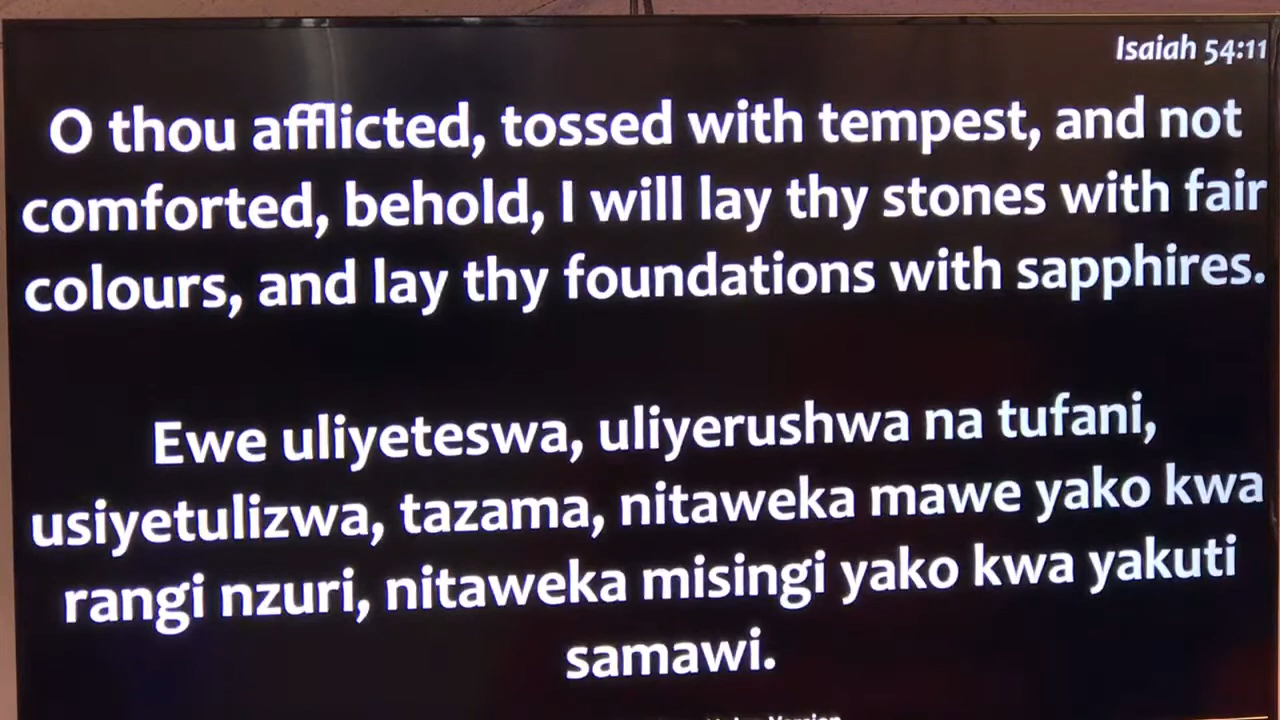 Isaiah 54:11
O thou afflicted, tossed with tempest, and not
comforted, behold, I will lay thy stones with fair
colours, and lay thy foundations with sapphires.
Ewe uliyeteswa, uliyerushwa na tufani,
usiyetulizwa, tazama, nitaweka mawe yako kwa
rangi nzuri, nitaweka misingi yako kwa yakuti
samawi.
Version